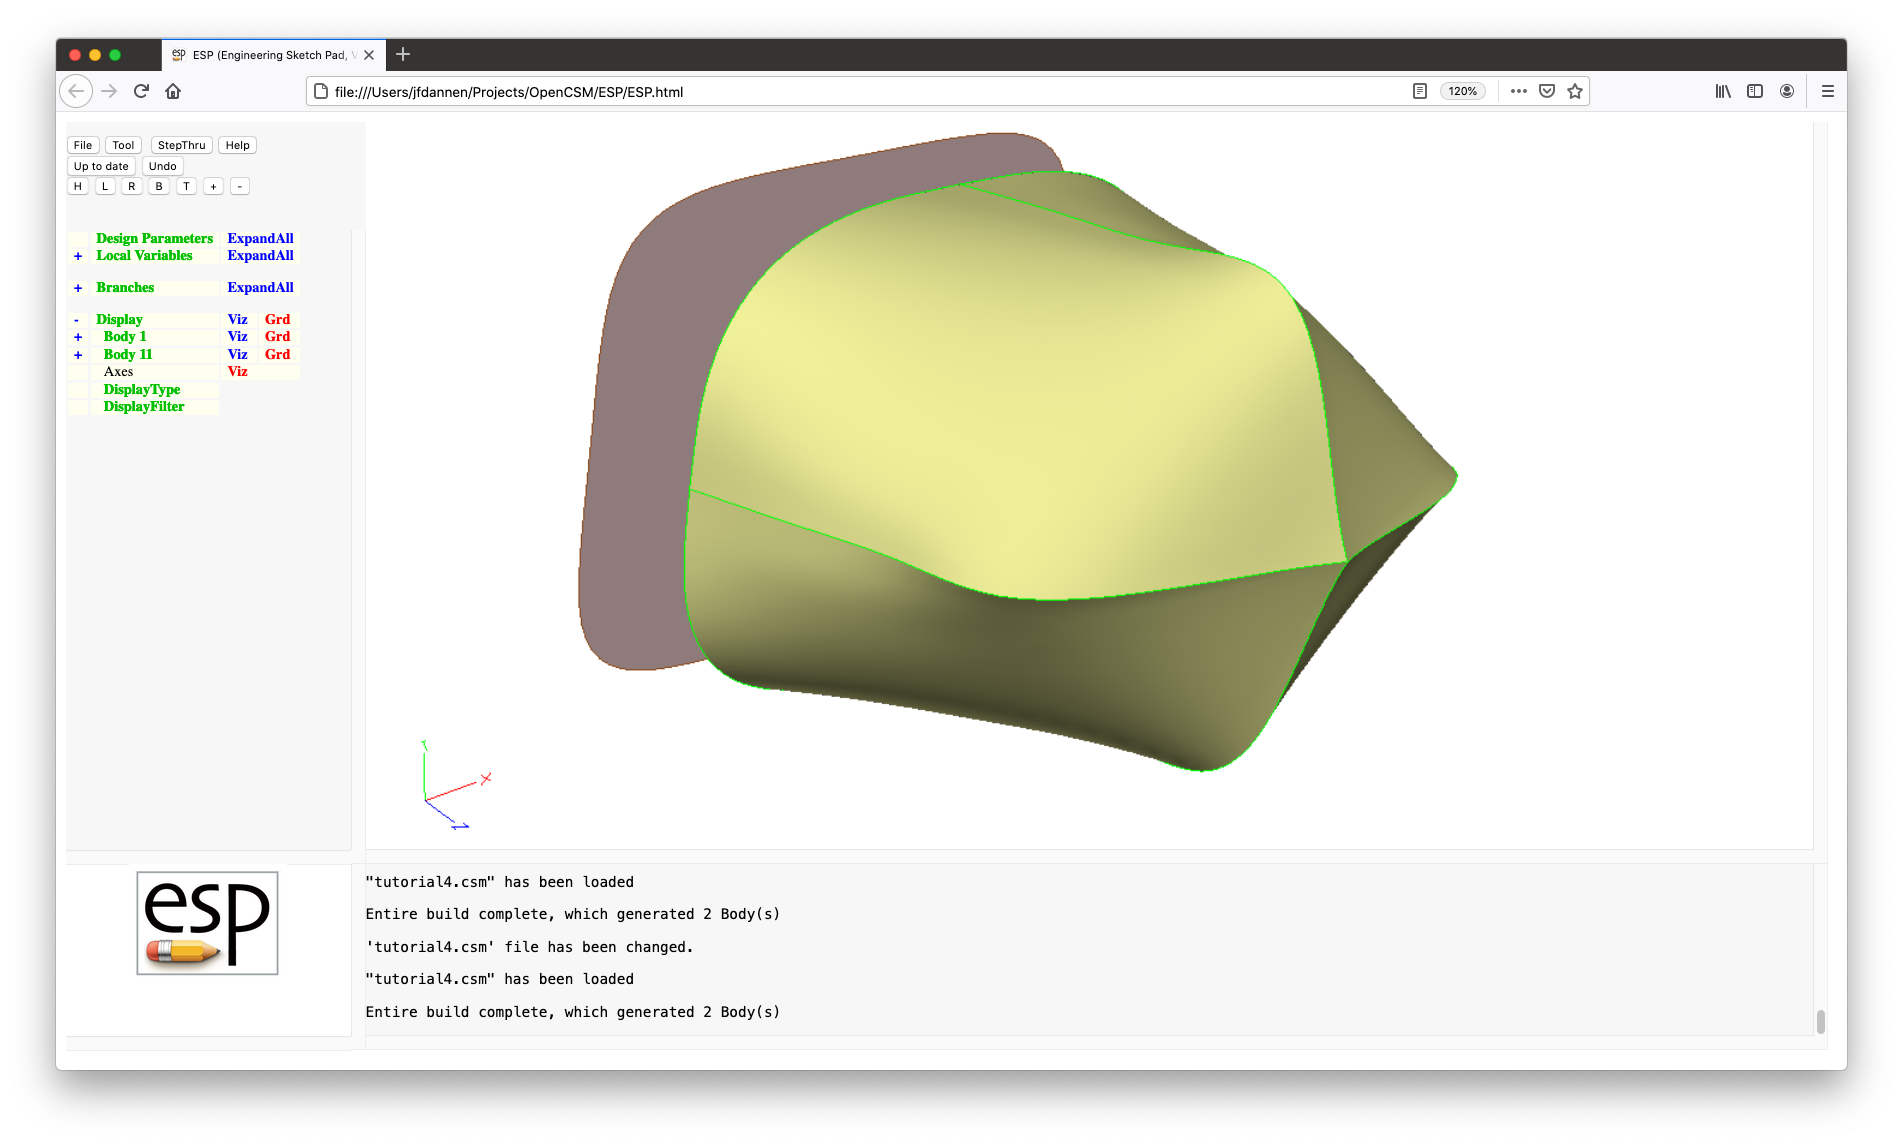 ESP (Engineering Sketch Pad, V
file:///Users/jfdannen/Projects/OpenCSM/ESP/ESP.html
120%
File Tool StepThru Help
Up to date Undo
H L R B T + -
Design Parameters ExpandAll
+ Local Variables ExpandAll
+ Branches ExpandAll
- Display Viz Grd
+ Body 1 Viz Grd
+ Body 11 Viz Grd
Axes Viz
DisplayType
DisplayFilter
Y
X
Z
esp
"tutorial4.csm" has been loaded
Entire build complete, which generated 2 Body(s)
'tutorial4.csm' file has been changed.
"tutorial4.csm" has been loaded
Entire build complete, which generated 2 Body(s)